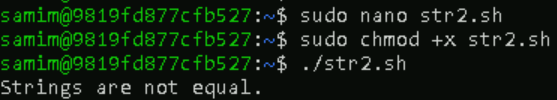 samim@9819fd877cfb527:~$ sudo nano str2.sh
samim@9819fd877cfb527:~$ sudo chmod +x str2.sh
samim@9819fd877cfb527:~$ ./str2.sh
Strings are not equal.